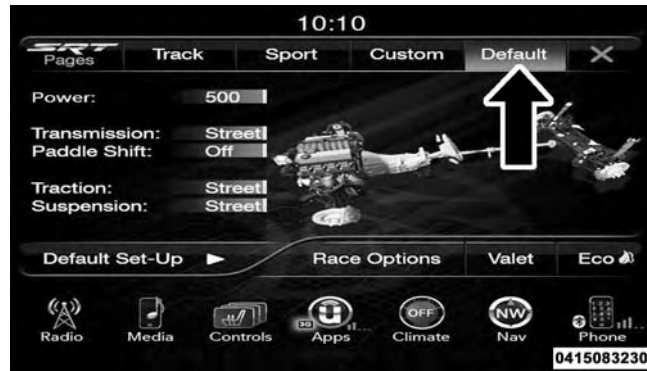 10:10
SRT
Pages
Track
Sport
Custom
Default
Power: 500
Transmission: Street
Paddle Shift: Off
Traction: Street
Suspension: Street
Default Set-Up
Race Options
Valet
Eco
Radio
Media
Controls
3G
Apps
OFF
Climate
NW
Nav
Phone
0415083230